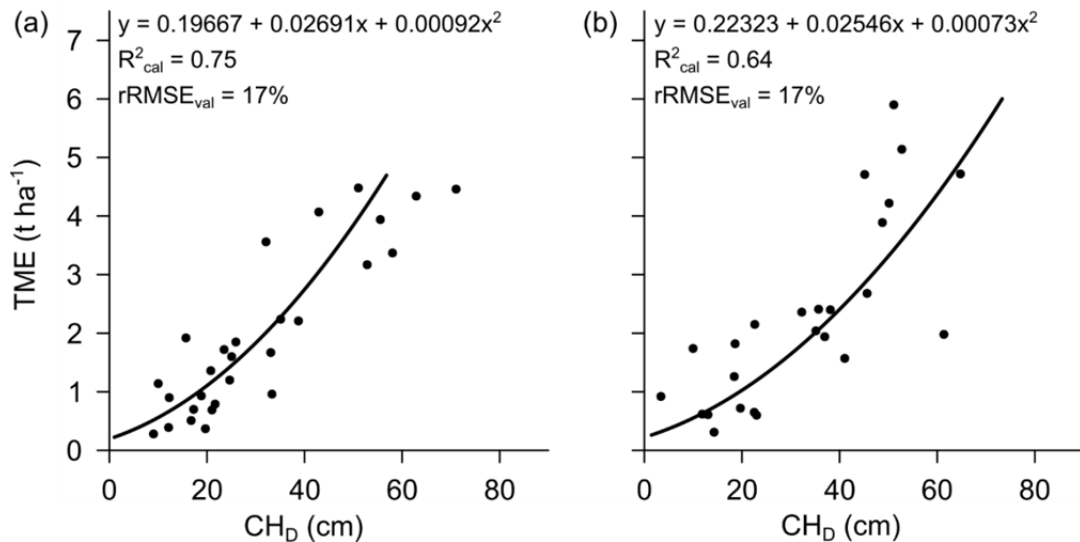 (a) y = 0.19667 + 0.02691x + 0.00092x²
R²cal = 0.75
rRMSEval = 17%
7
6
5
4
3
2
1
0
TME (t ha⁻¹)
0 20 40 60 80
CHD (cm)
(b) y = 0.22323 + 0.02546x + 0.00073x²
R²cal = 0.64
rRMSEval = 17%
0 20 40 60 80
CHD (cm)